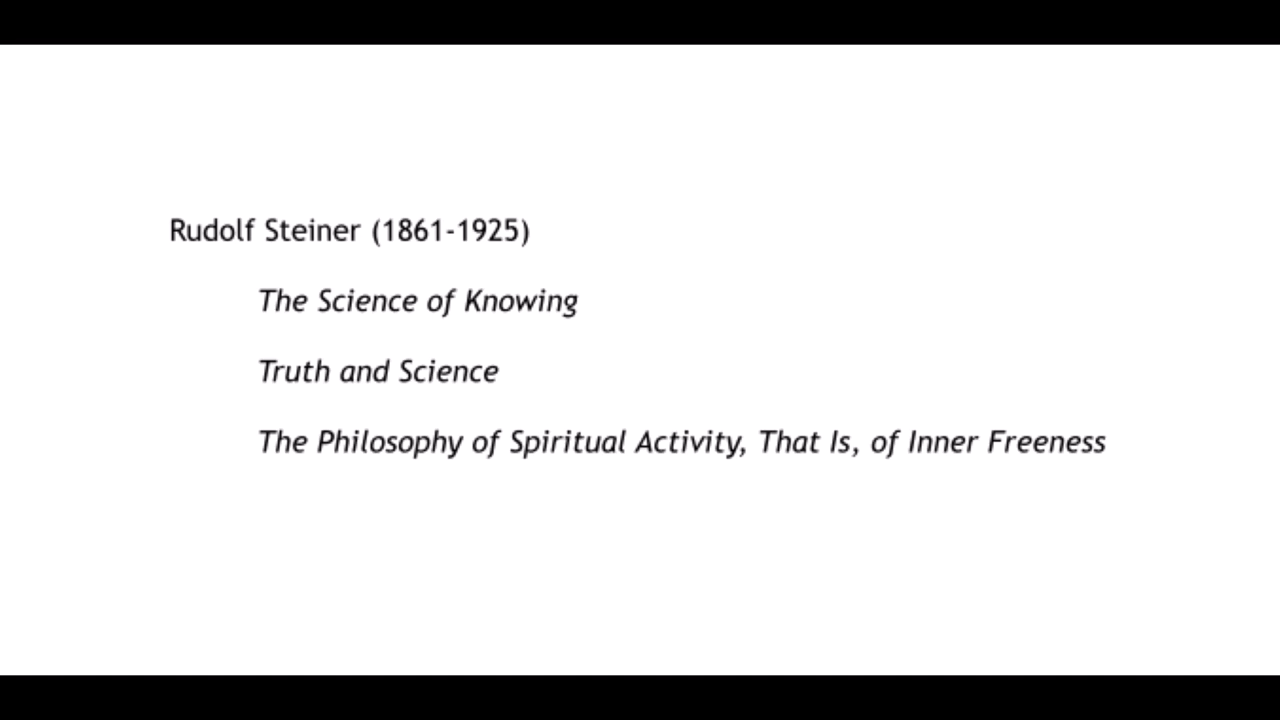 Rudolf Steiner (1861-1925)
The Science of Knowing
Truth and Science
The Philosophy of Spiritual Activity, That Is, of Inner Freeness